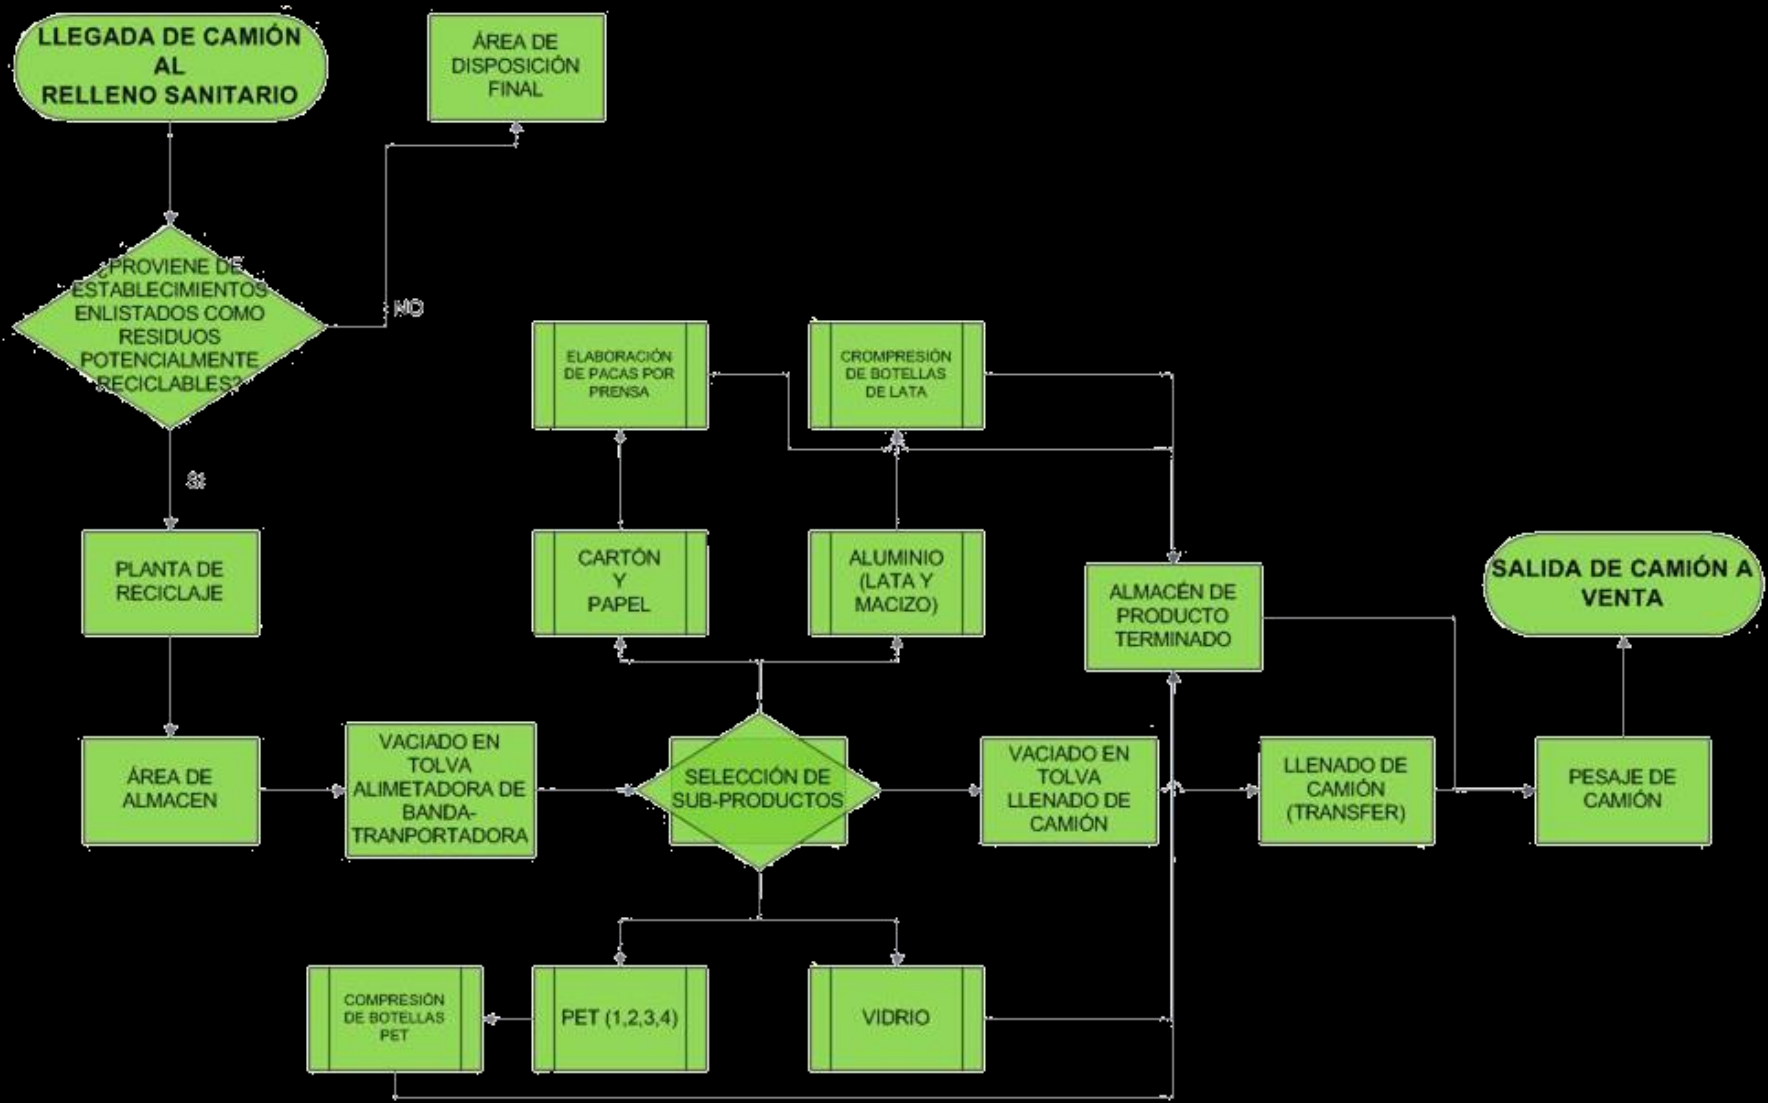 LLEGADA DE CAMIÓN
AL
RELLENO SANITARIO
ÁREA DE
DISPOSICIÓN
FINAL
¿PROVIENE DE
ESTABLECIMIENTOS
ENLISTADOS COMO
RESIDUOS
POTENCIALMENTE
RECICLABLES?
NO
SI
ELABORACIÓN
DE PACAS POR
PRENSA
CROMPRESIÓN
DE BOTELLAS
DE LATA
PLANTA DE
RECICLAJE
CARTÓN
Y
PAPEL
ALUMINIO
(LATA Y
MACIZO)
ALMACÉN DE
PRODUCTO
TERMINADO
SALIDA DE CAMIÓN A
VENTA
ÁREA DE
ALMACEN
VACIADO EN
TOLVA
ALIMETADORA DE
BANDA-
TRANPORTADORA
SELECCIÓN DE
SUB-PRODUCTOS
VACIADO EN
TOLVA
LLENADO DE
CAMIÓN
LLENADO DE
CAMIÓN
(TRANSFER)
PESAJE DE
CAMIÓN
COMPRESIÓN
DE BOTELLAS
PET
PET (1,2,3,4)
VIDRIO